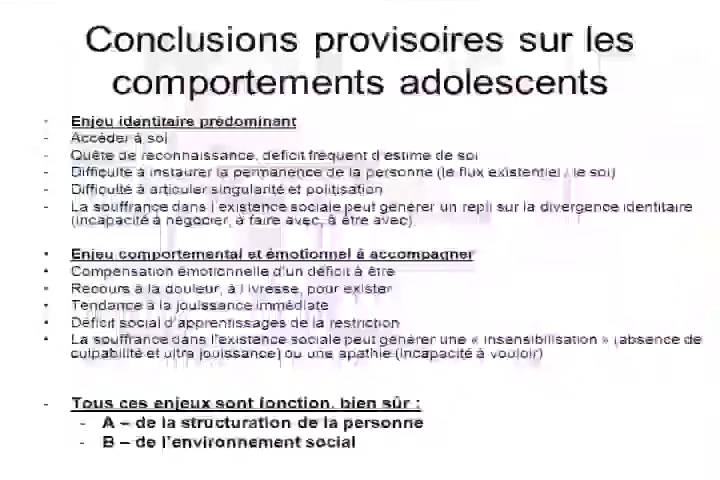 Conclusions provisoires sur les
comportements adolescents
- Enjeu identitaire prédominant
- Accéder à soi
- Quête de reconnaissance, déficit fréquent d'estime de soi
- Difficulté à instaurer la permanence de la personne (le flux existentiel / le soi)
- Difficulté à articuler singularité et politisation
- La souffrance dans l'existence sociale peut générer un repli sur la divergence identitaire
(incapacité à négocier, à faire avec, à être avec).
• Enjeu comportemental et émotionnel à accompagner
• Compensation émotionnelle d'un déficit à être
• Recours à la douleur, à l'ivresse, pour exister
• Tendance à la jouissance immédiate
• Déficit social d'apprentissages de la restriction
• La souffrance dans l'existence sociale peut générer une « insensibilisation » (absence de
culpabilité et ultra jouissance) ou une apathie (incapacité à vouloir)
- Tous ces enjeux sont fonction, bien sûr :
- A – de la structuration de la personne
- B – de l'environnement social